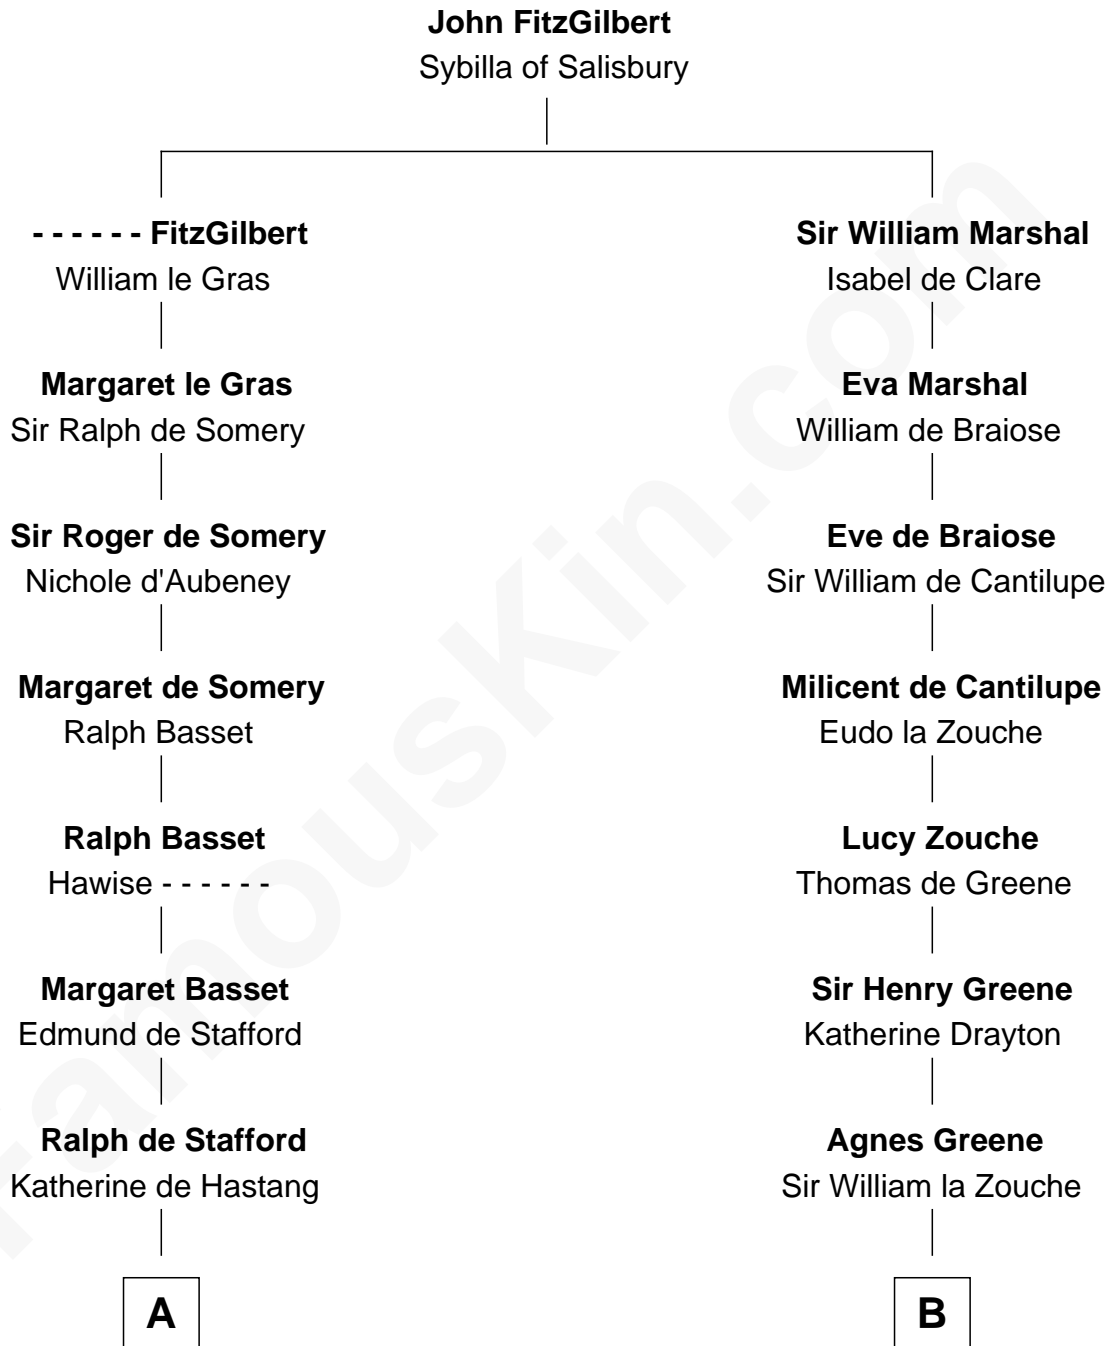 John FitzGilbert
Sybilla of Salisbury
- - - - - - FitzGilbert
William le Gras
Sir William Marshal
Isabel de Clare
Margaret le Gras
Sir Ralph de Somery
Eva Marshal
William de Braiose
Sir Roger de Somery
Nichole d'Aubeney
Eve de Braiose
Sir William de Cantilupe
Margaret de Somery
Ralph Basset
Milicent de Cantilupe
Eudo la Zouche
Ralph Basset
Hawise - - - - - -
Lucy Zouche
Thomas de Greene
Margaret Basset
Edmund de Stafford
Sir Henry Greene
Katherine Drayton
Ralph de Stafford
Katherine de Hastang
Agnes Greene
Sir William la Zouche
A
B
FamousKin.com